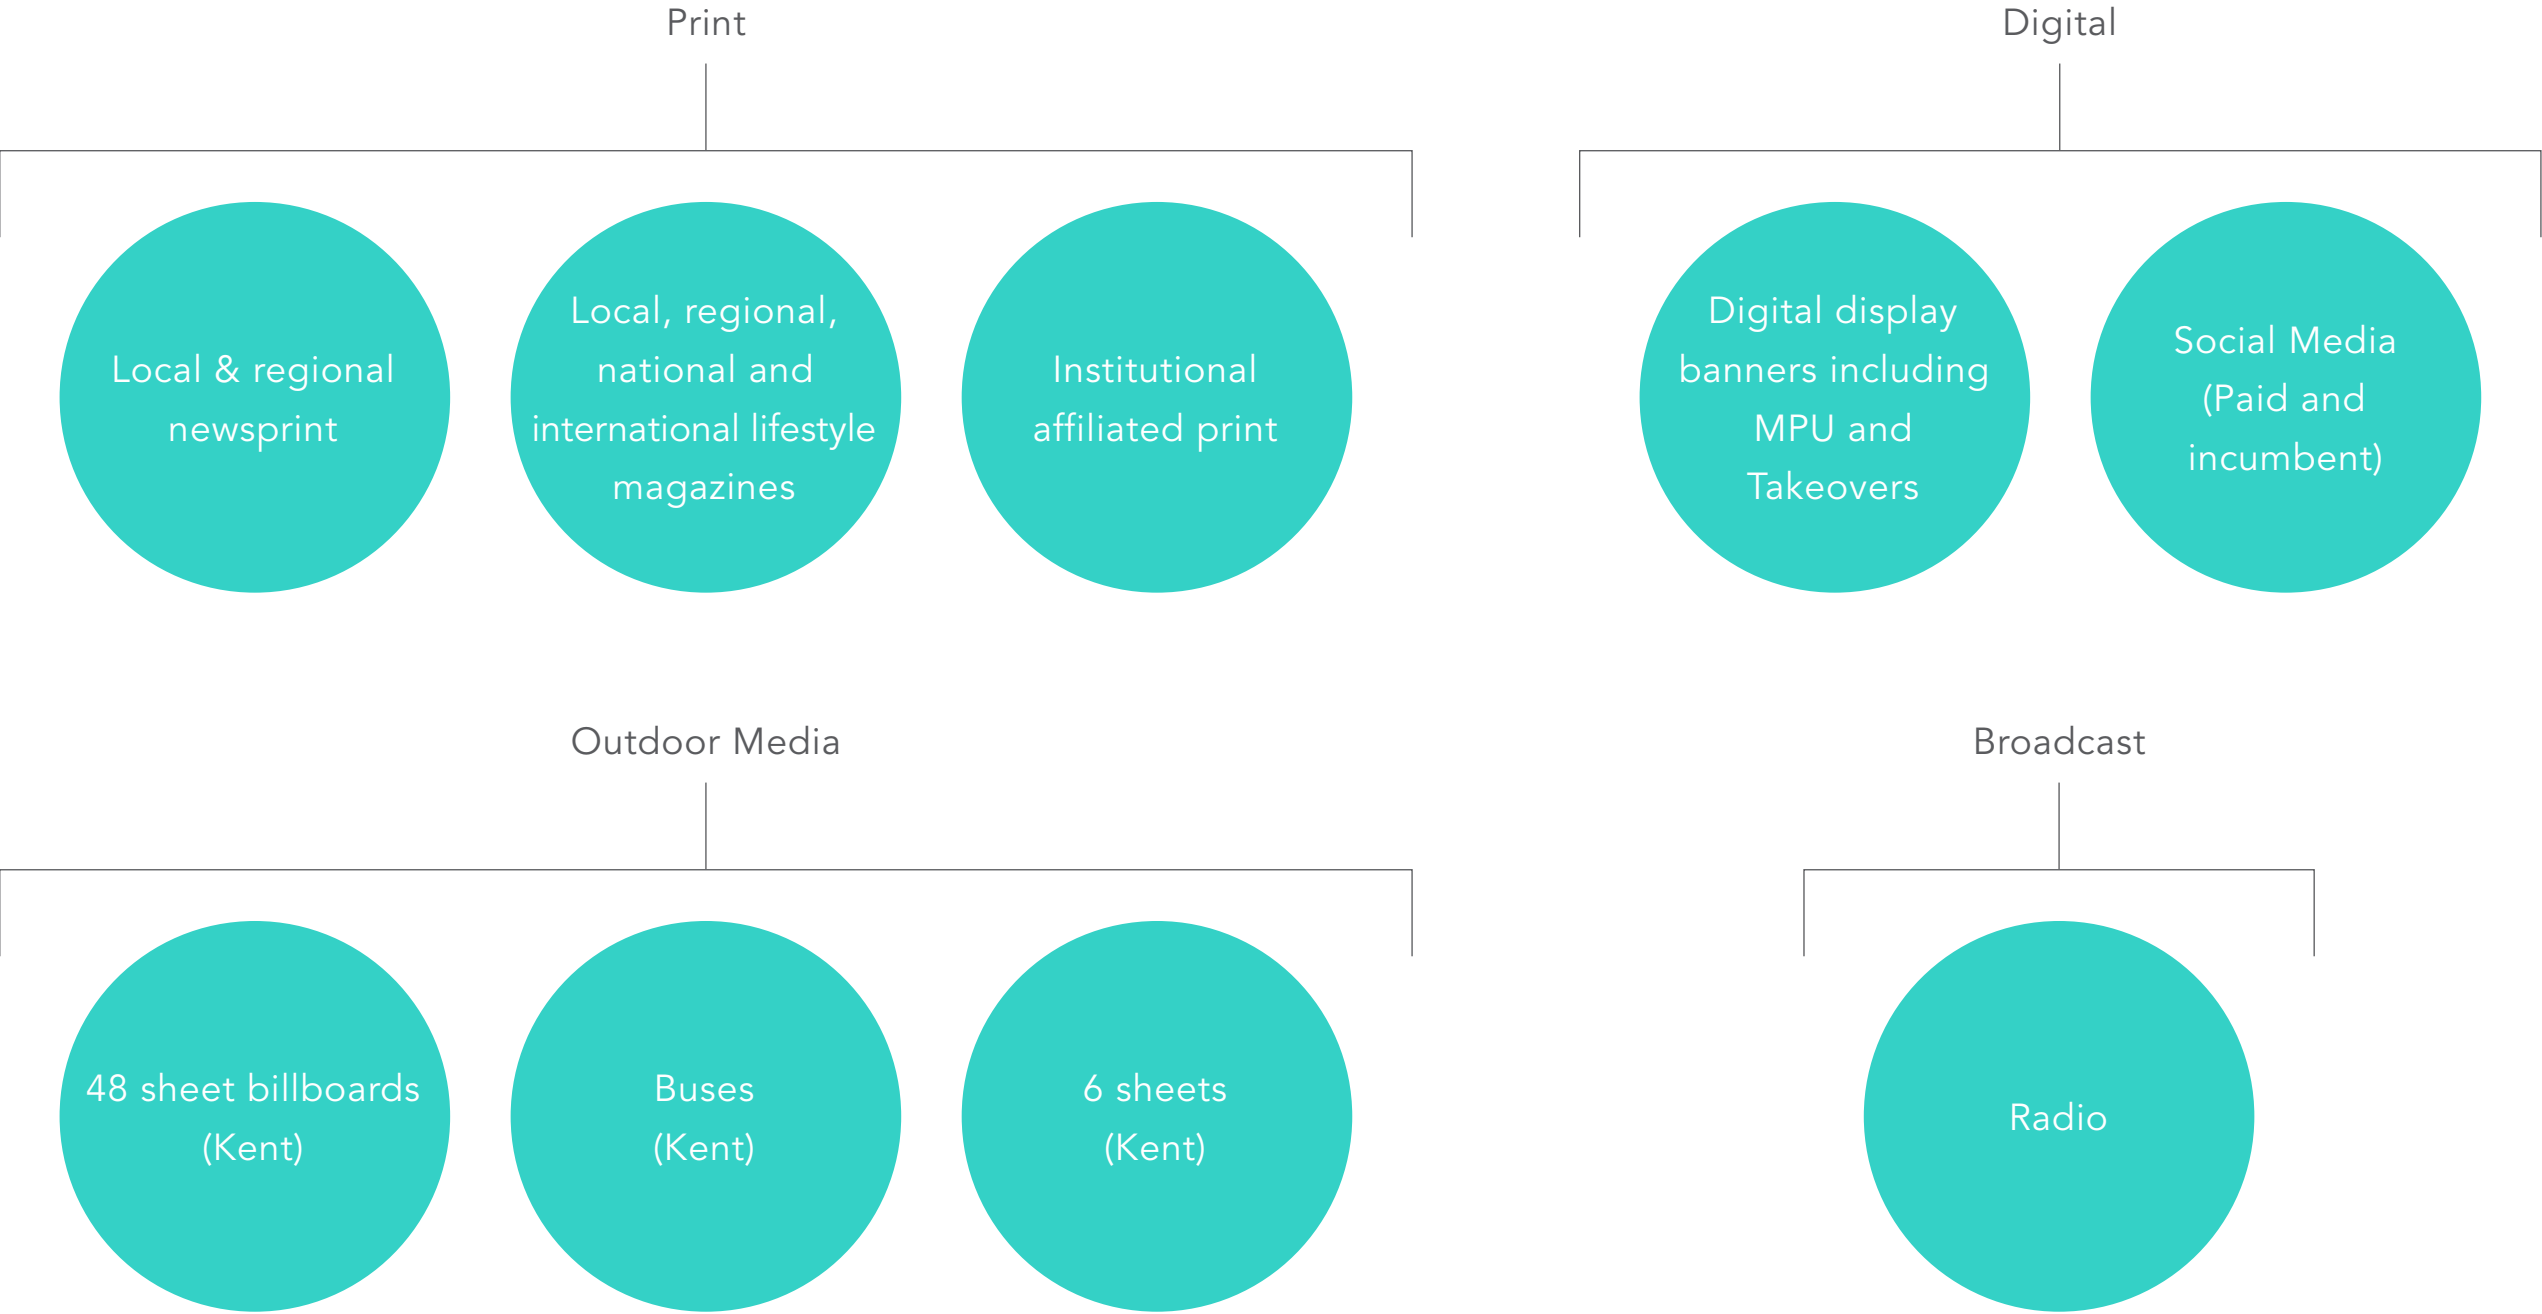 Print
Local & regional
newsprint
Local, regional,
national and
international lifestyle
magazines
Institutional
affiliated print
Digital
Digital display
banners including
MPU and
Takeovers
Social Media
(Paid and
incumbent)
Outdoor Media
48 sheet billboards
(Kent)
Buses
(Kent)
6 sheets
(Kent)
Broadcast
Radio